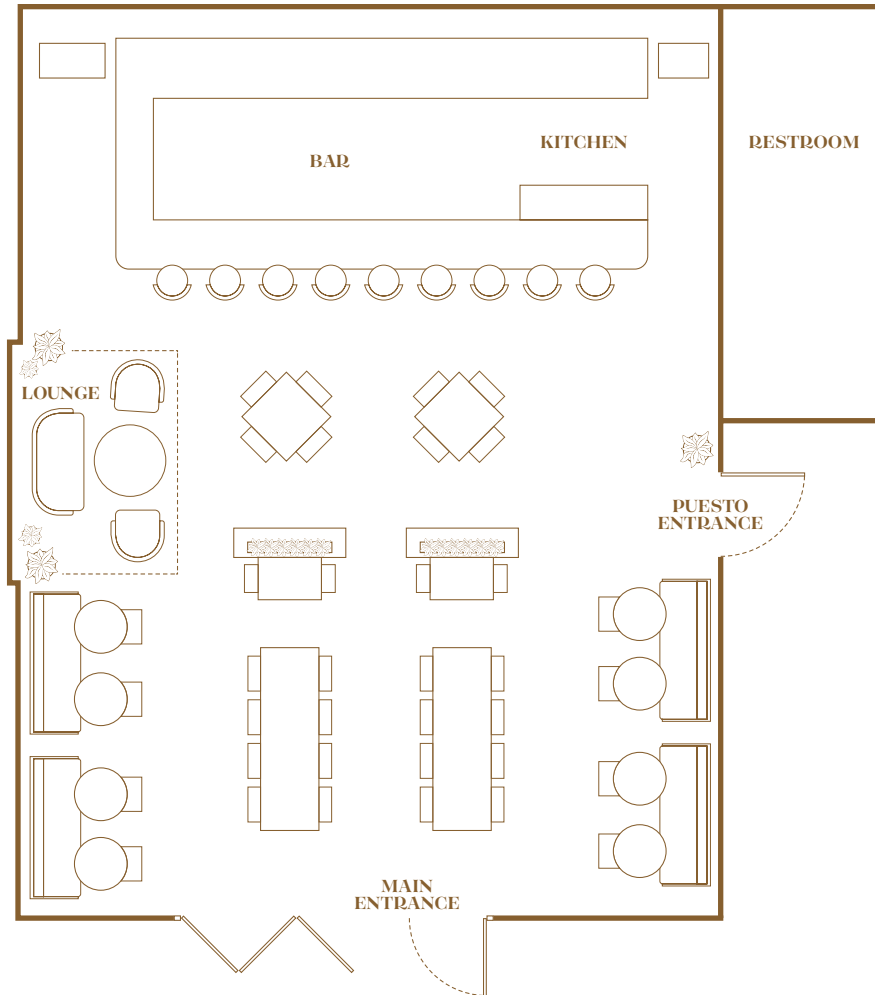 BAR
KITCHEN
RESTROOM
LOUNGE
PUESTO
ENTRANCE
MAIN
ENTRANCE